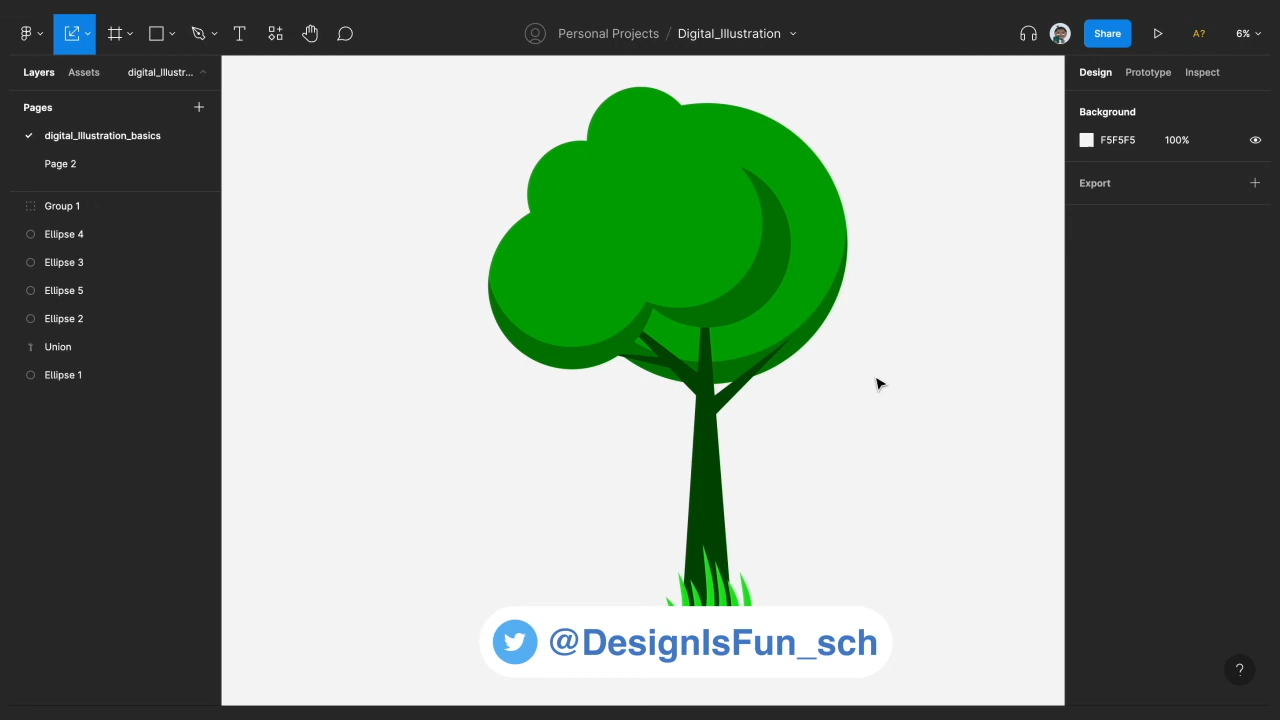 Personal Projects / Digital_Illustration
Share
A?
6%
Layers
Assets
digital_Illustr...
Design
Prototype
Inspect
Pages
digital_Illustration_basics
Page 2
Group 1
Ellipse 4
Ellipse 3
Ellipse 5
Ellipse 2
Union
Ellipse 1
Background
F5F5F5
100%
Export
@DesignIsFun_sch
?